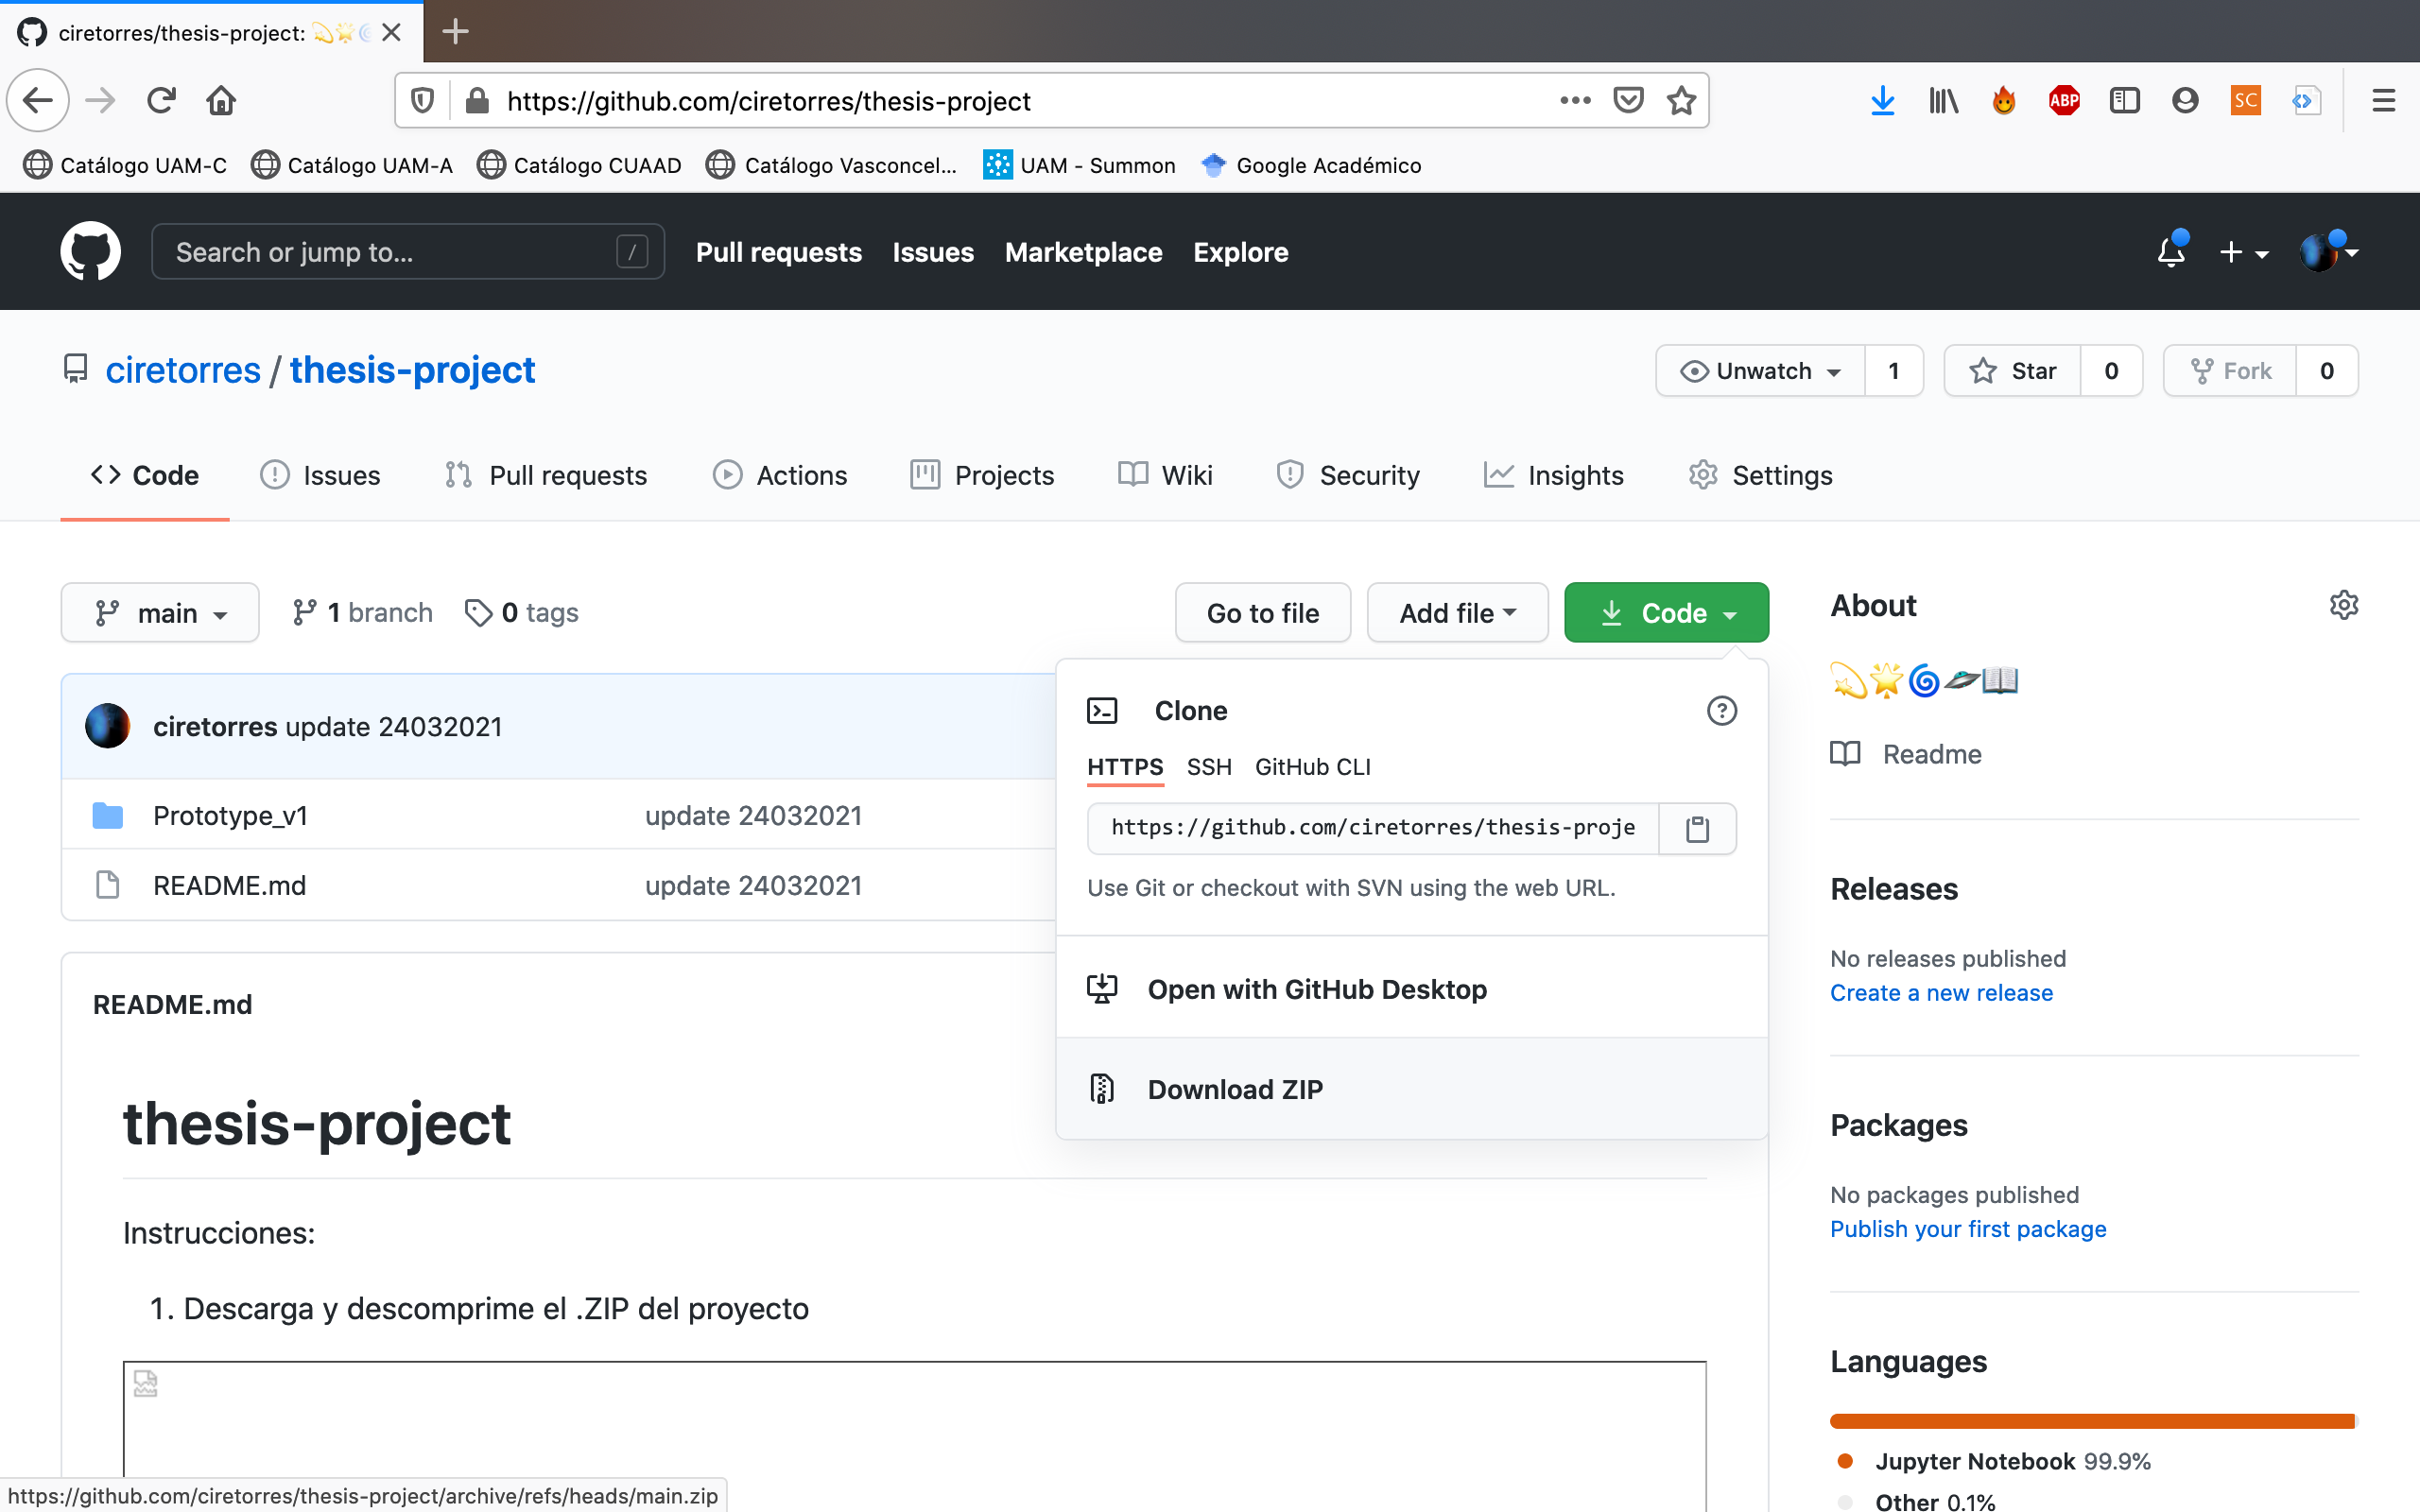 ciretorres/thesis-project: 💫🌟🌀
https://github.com/ciretorres/thesis-project
ABP
SC
Catálogo UAM-C Catálogo UAM-A Catálogo CUAAD Catálogo Vasconcel... UAM - Summon Google Académico
Search or jump to... / Pull requests Issues Marketplace Explore
ciretorres / thesis-project
Unwatch 1 Star 0 Fork 0
Code Issues Pull requests Actions Projects Wiki Security Insights Settings
main 1 branch 0 tags
Go to file Add file Code
Clone
HTTPS SSH GitHub CLI
https://github.com/ciretorres/thesis-proje
Use Git or checkout with SVN using the web URL.
Open with GitHub Desktop
Download ZIP
ciretorres update 24032021
Prototype_v1 update 24032021
README.md update 24032021
README.md
thesis-project
Instrucciones:
1. Descarga y descomprime el .ZIP del proyecto
About
💫🌟🌀🛸📖
Readme
Releases
No releases published
Create a new release
Packages
No packages published
Publish your first package
Languages
Jupyter Notebook 99.9%
Other 0.1%
https://github.com/ciretorres/thesis-project/archive/refs/heads/main.zip